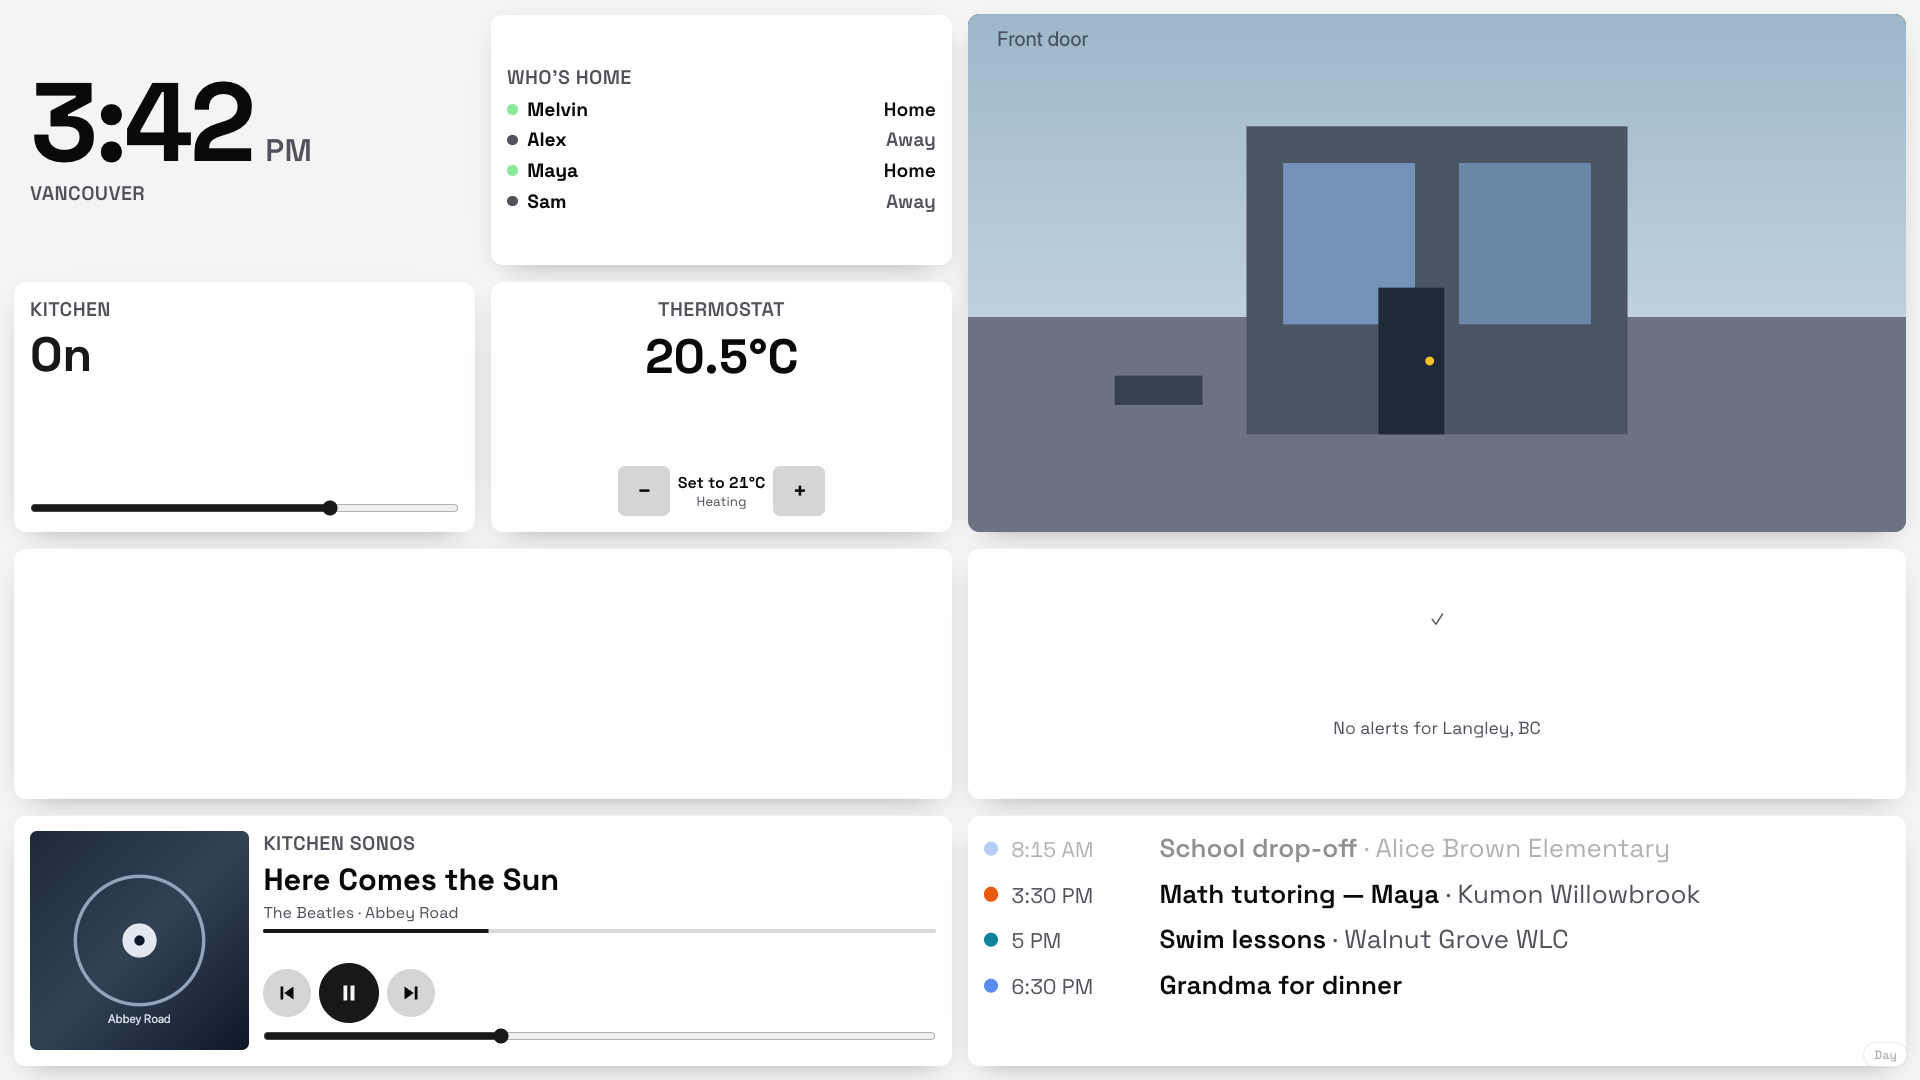 3:42 PM
VANCOUVER
WHO'S HOME
Melvin Home
Alex Away
Maya Home
Sam Away
Front door
KITCHEN
On
THERMOSTAT
20.5°C
− Set to 21°C +
Heating
✓
No alerts for Langley, BC
Abbey Road
KITCHEN SONOS
Here Comes the Sun
The Beatles · Abbey Road
8:15 AM School drop-off · Alice Brown Elementary
3:30 PM Math tutoring — Maya · Kumon Willowbrook
5 PM Swim lessons · Walnut Grove WLC
6:30 PM Grandma for dinner
Day